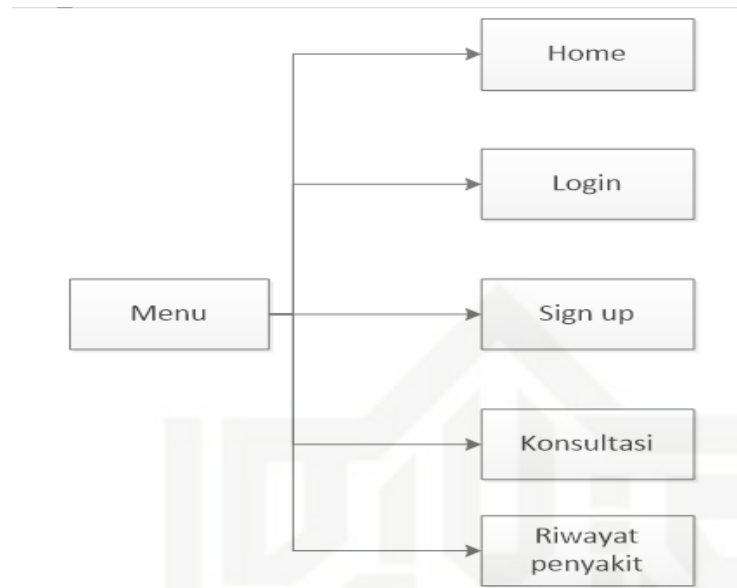 Home
Login
Menu
Sign up
Konsultasi
Riwayat
penyakit